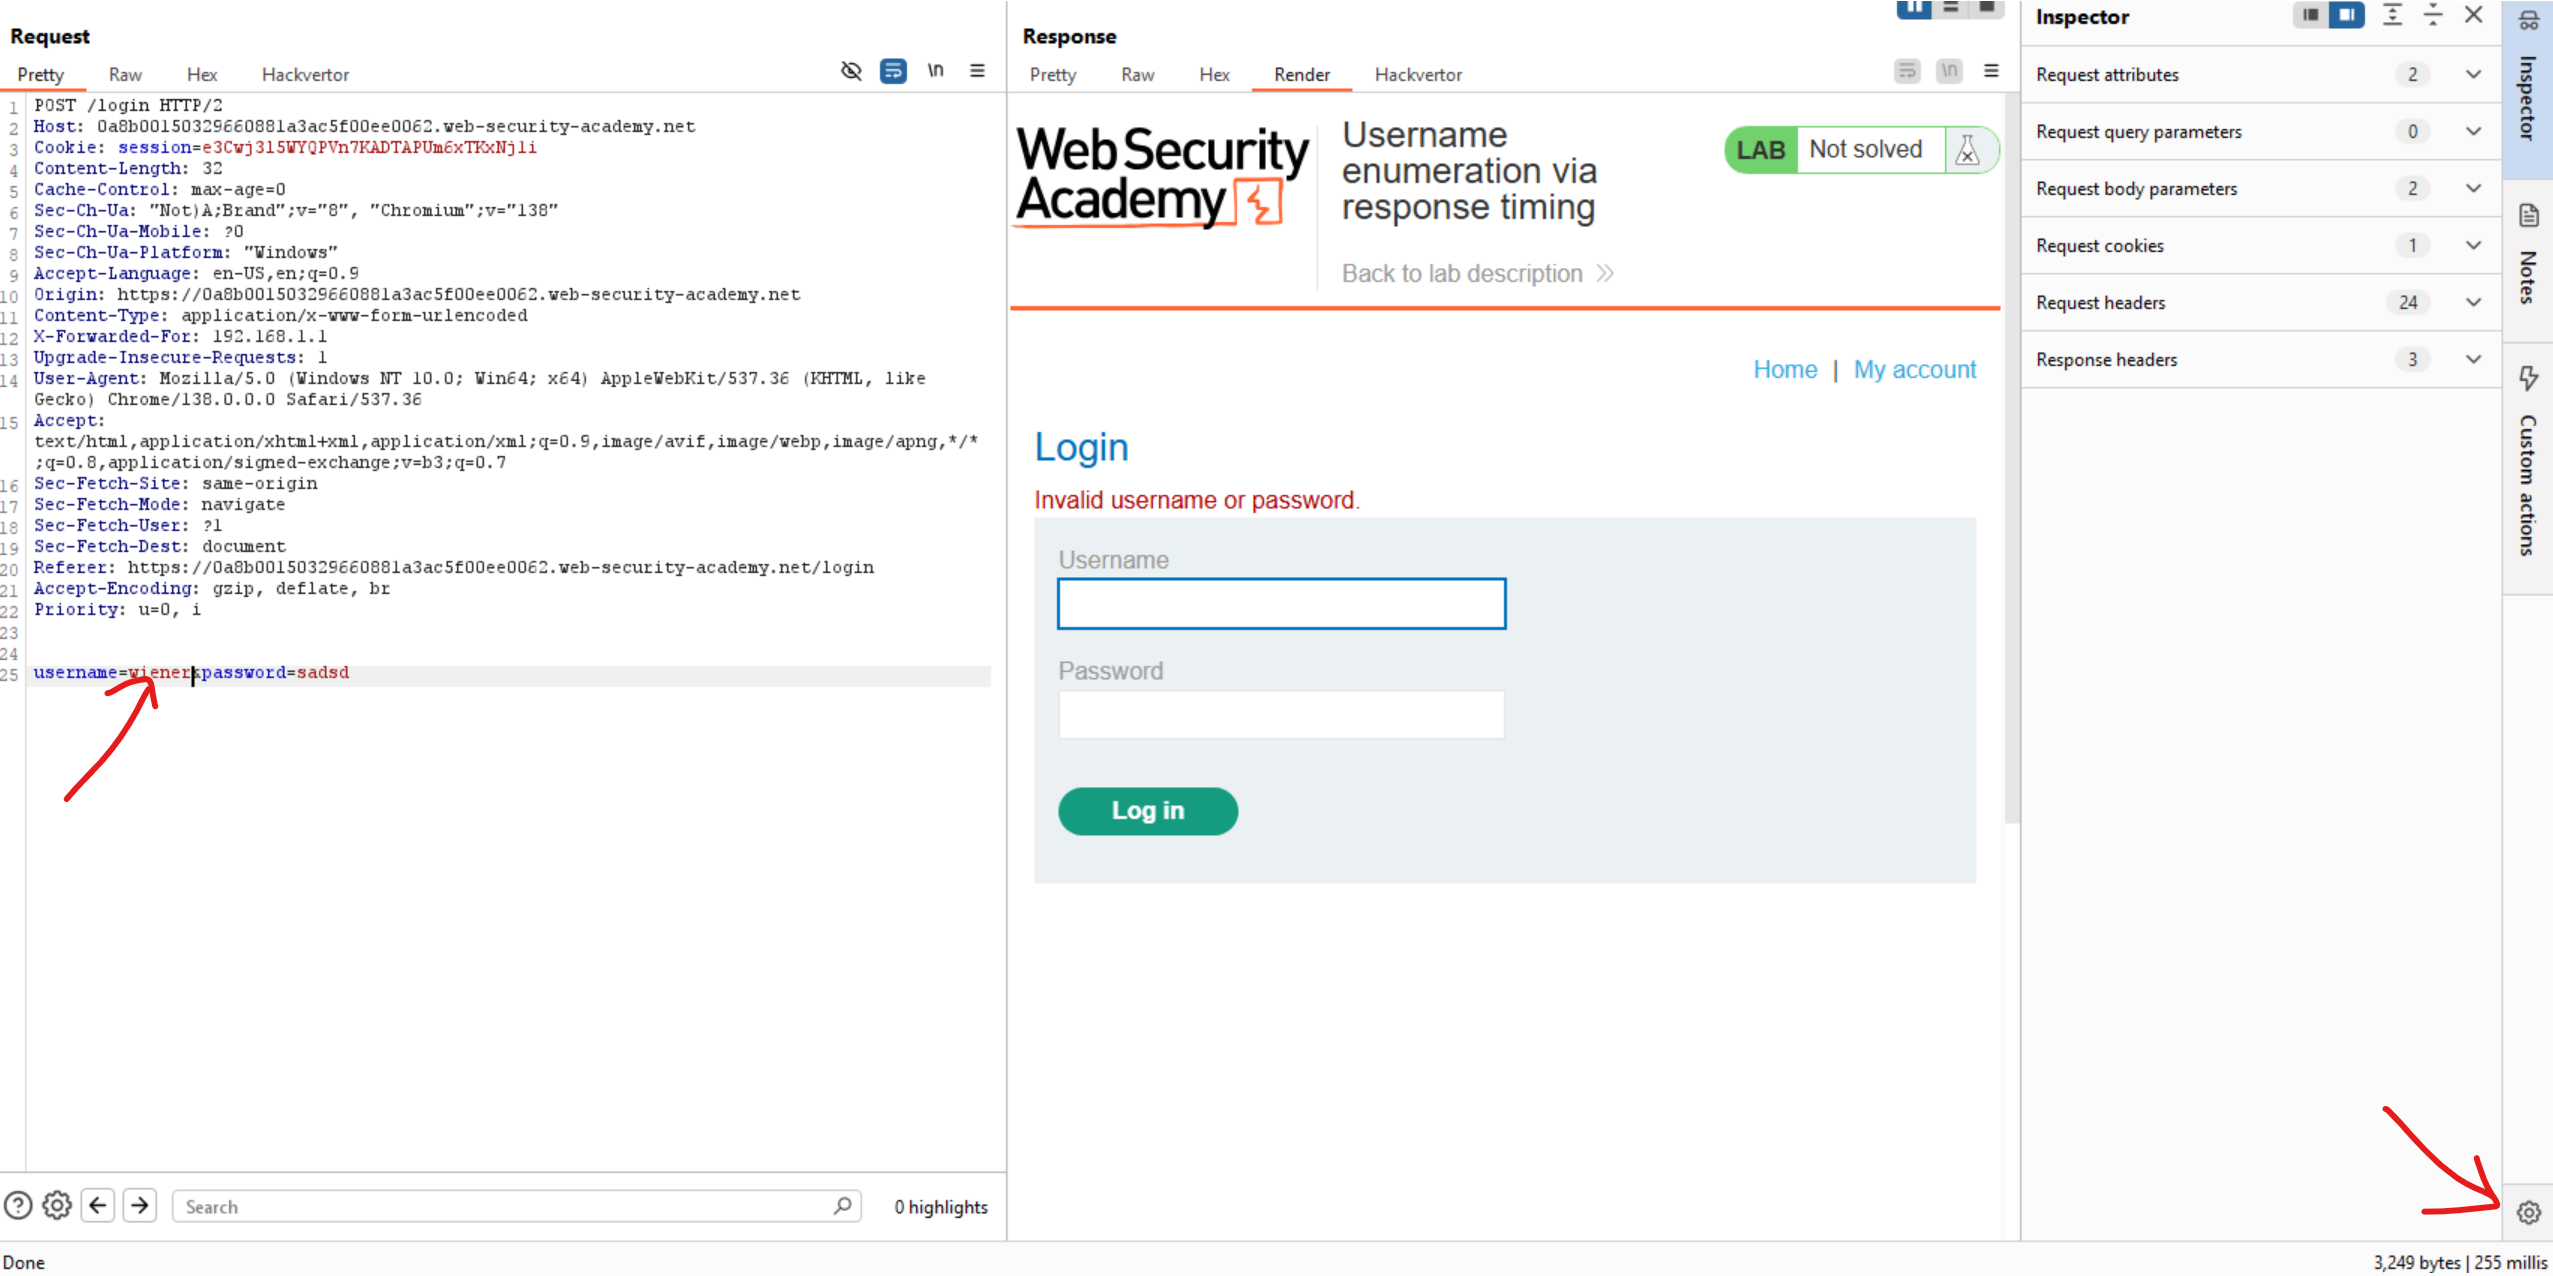 Request
Pretty Raw Hex Hackvertor
\n
1 POST /login HTTP/2
2 Host: 0a8b00150329660881a3ac5f00ee0062.web-security-academy.net
3 Cookie: session=e3Cwj3l5WYQPVn7KADTAPUm6xTKxNjli
4 Content-Length: 32
5 Cache-Control: max-age=0
6 Sec-Ch-Ua: "Not)A;Brand";v="8", "Chromium";v="138"
7 Sec-Ch-Ua-Mobile: ?0
8 Sec-Ch-Ua-Platform: "Windows"
9 Accept-Language: en-US,en;q=0.9
10 Origin: https://0a8b00150329660881a3ac5f00ee0062.web-security-academy.net
11 Content-Type: application/x-www-form-urlencoded
12 X-Forwarded-For: 192.168.1.1
13 Upgrade-Insecure-Requests: 1
14 User-Agent: Mozilla/5.0 (Windows NT 10.0; Win64; x64) AppleWebKit/537.36 (KHTML, like
Gecko) Chrome/138.0.0.0 Safari/537.36
15 Accept:
text/html,application/xhtml+xml,application/xml;q=0.9,image/avif,image/webp,image/apng,*/*
;q=0.8,application/signed-exchange;v=b3;q=0.7
16 Sec-Fetch-Site: same-origin
17 Sec-Fetch-Mode: navigate
18 Sec-Fetch-User: ?1
19 Sec-Fetch-Dest: document
20 Referer: https://0a8b00150329660881a3ac5f00ee0062.web-security-academy.net/login
21 Accept-Encoding: gzip, deflate, br
22 Priority: u=0, i
23
24
25 username=wiener&password=sadsd
Search
0 highlights
Done
Response
Pretty Raw Hex Render Hackvertor
\n
Web Security
Academy
Username
enumeration via
response timing
LAB Not solved
Back to lab description
Home | My account
Login
Invalid username or password.
Username
Password
Log in
Inspector
Request attributes 2
Request query parameters 0
Request body parameters 2
Request cookies 1
Request headers 24
Response headers 3
Inspector
Notes
Custom actions
3,249 bytes | 255 millis